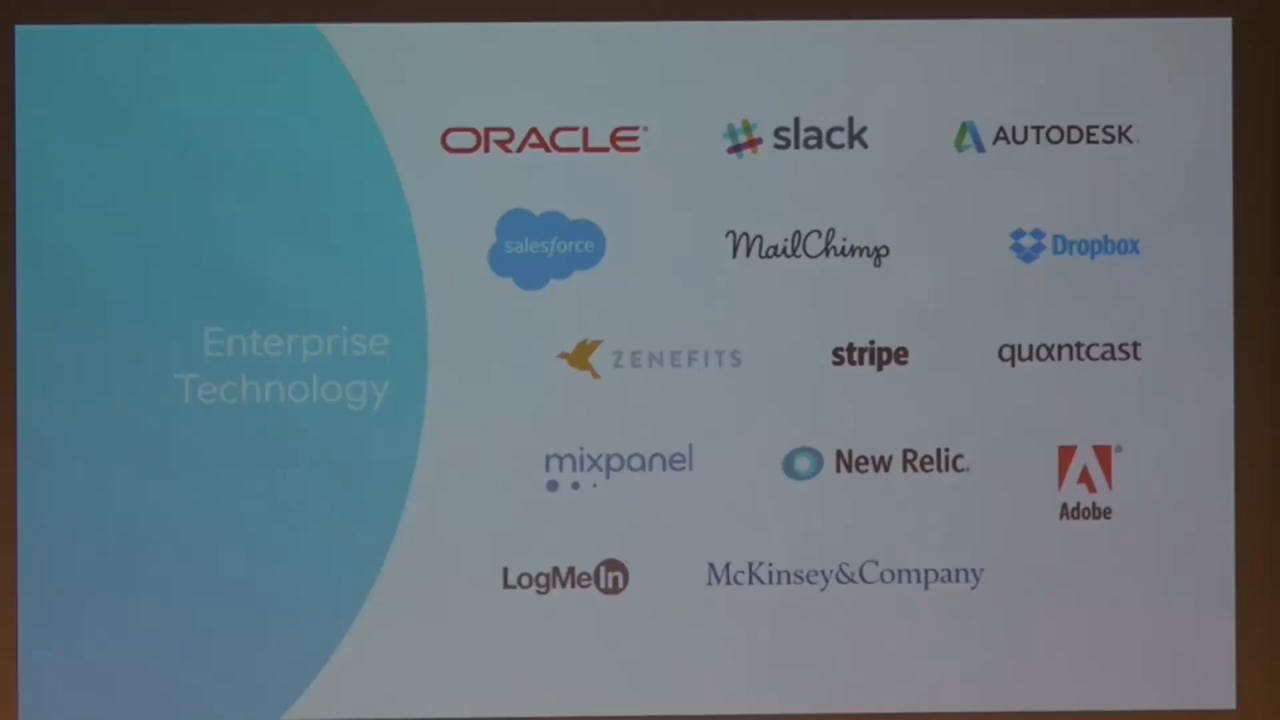 Enterprise
Technology
ORACLE®
slack
AUTODESK.
salesforce
MailChimp
Dropbox
ZENEFITS
stripe
quantcast
mixpanel
New Relic.
Adobe®
LogMeIn
McKinsey&Company